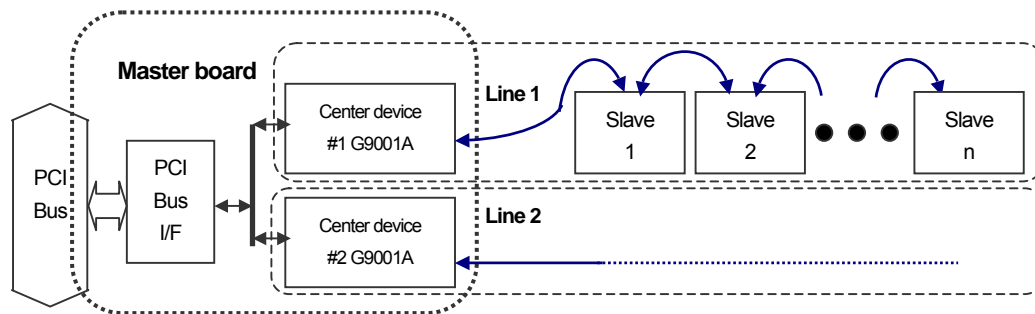 Master board
PCI
Bus
PCI
Bus
I/F
Center device
#1 G9001A
Line 1
Slave
1
Slave
2
Slave
n
Center device
#2 G9001A
Line 2